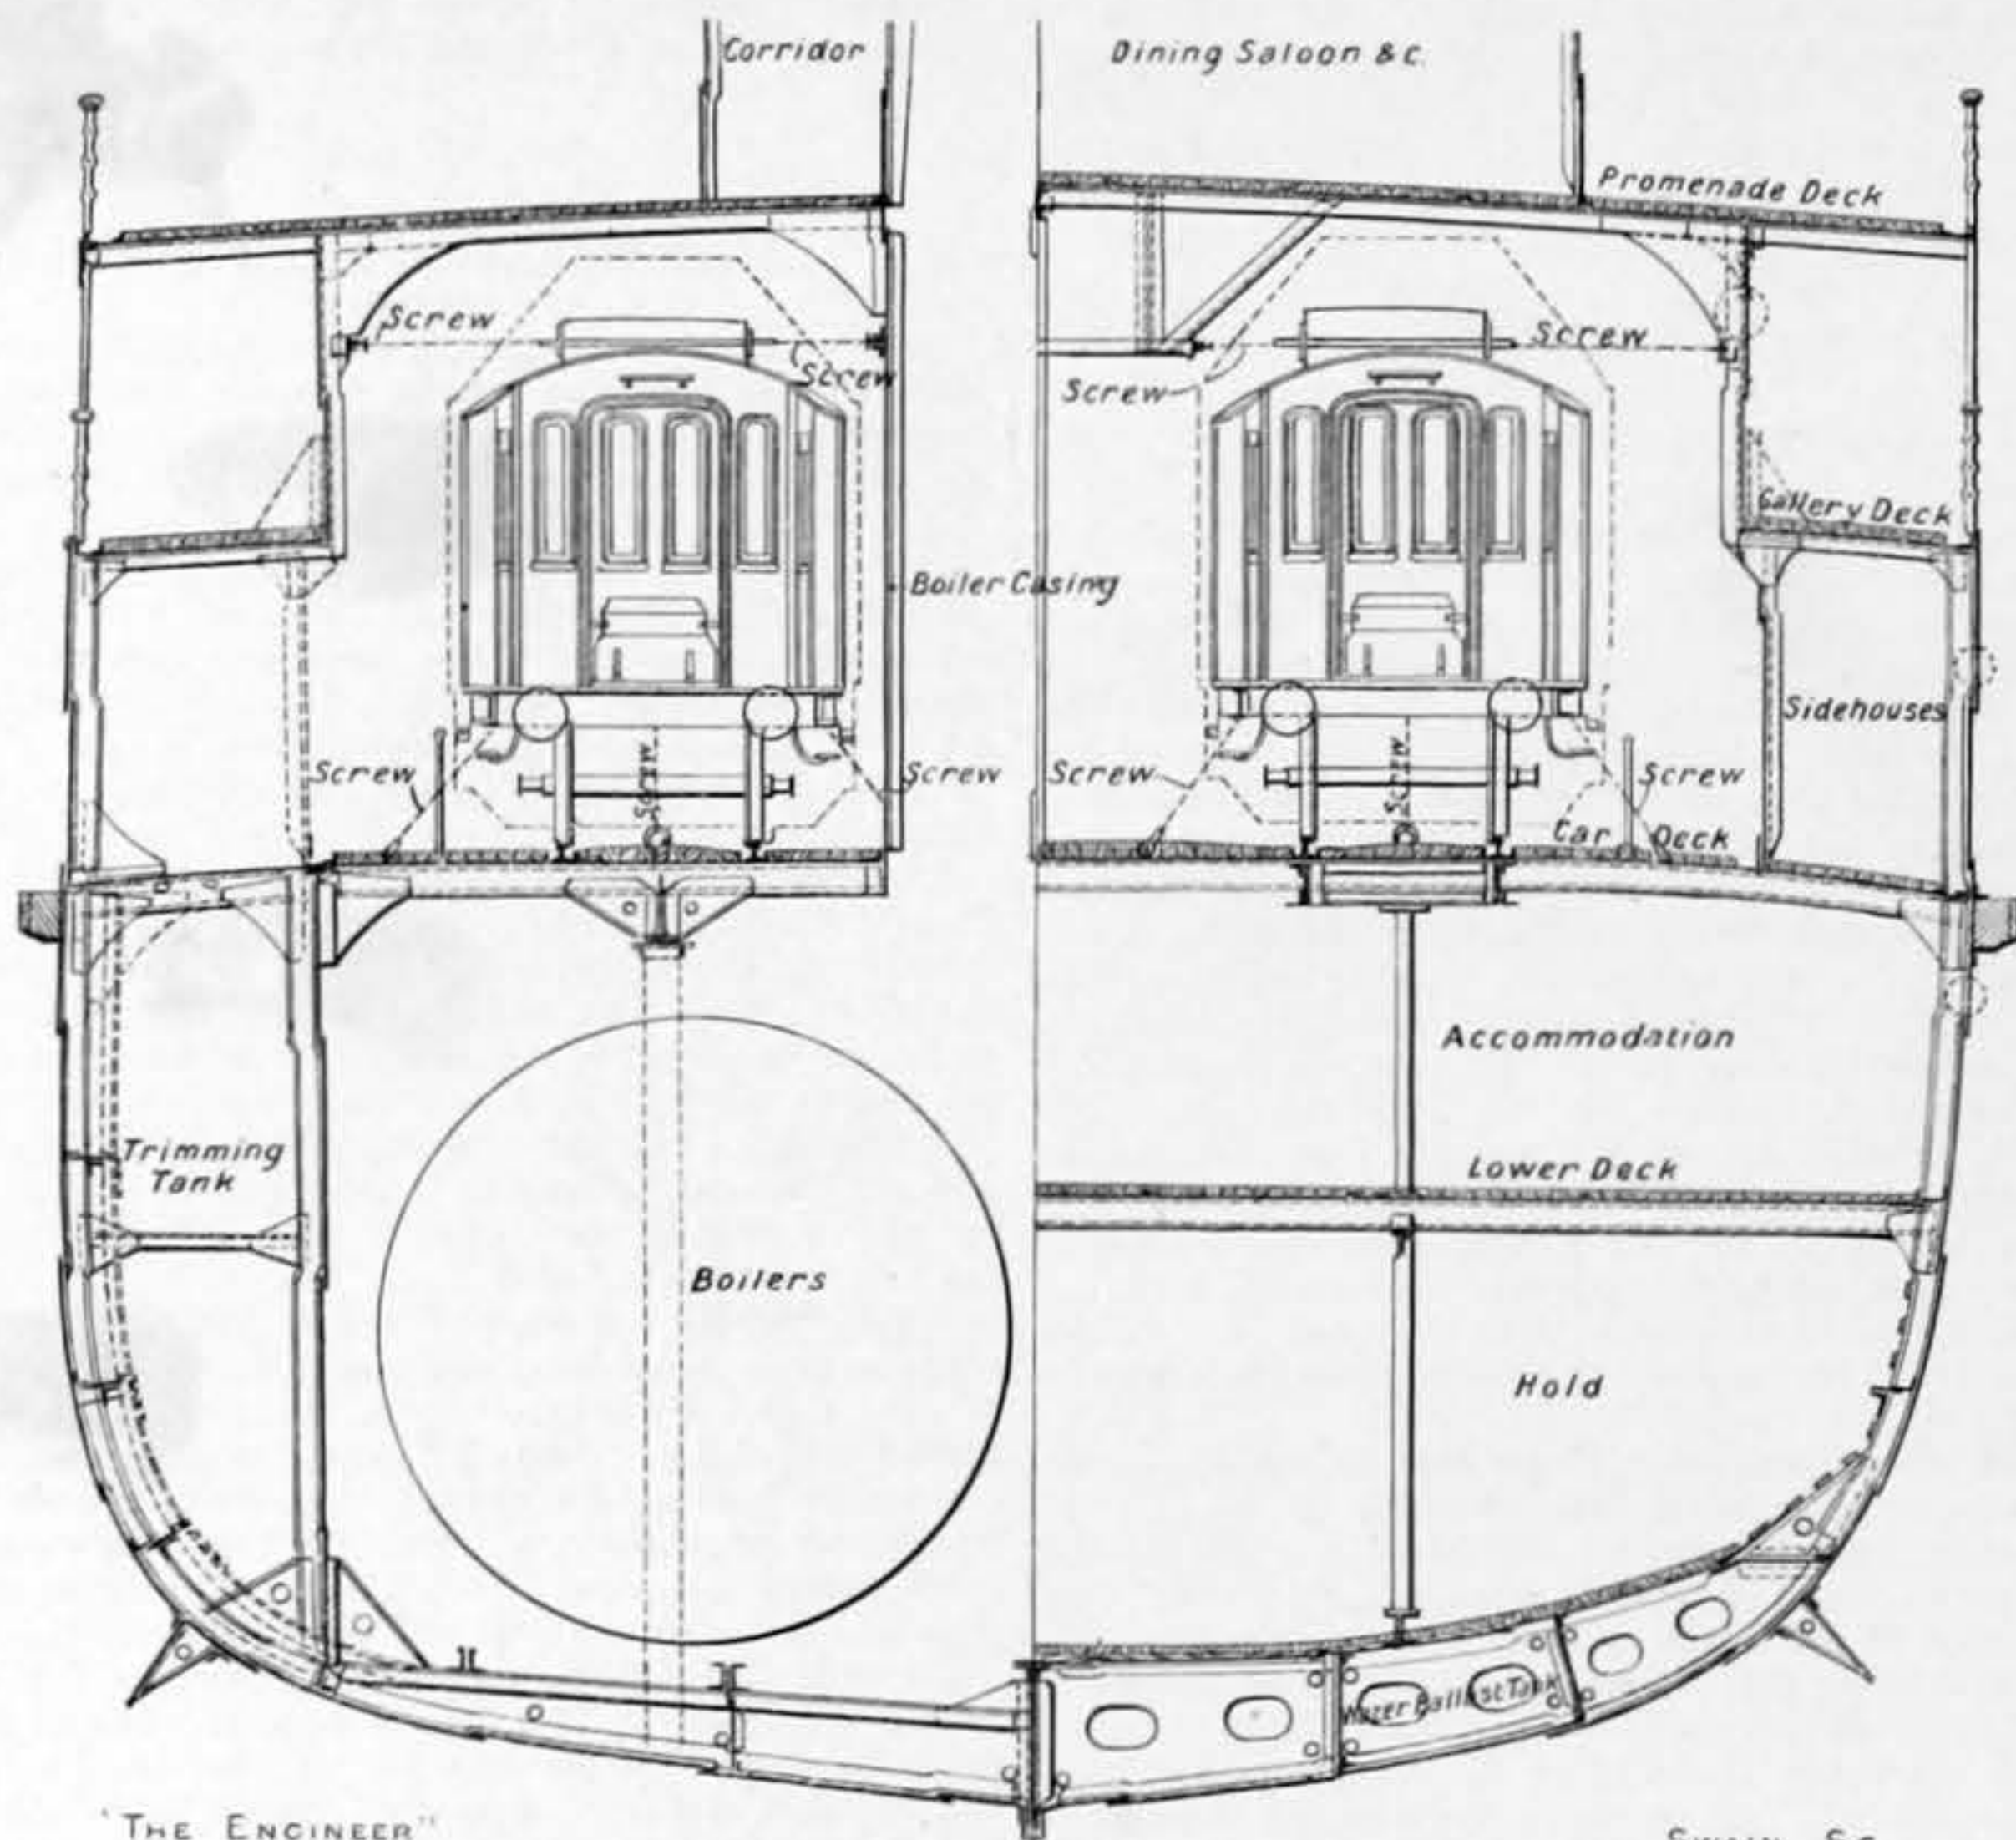 Corridor
Dining Saloon & C.
Promenade Deck
Screw
Screw
Screw
Screw
Gallery Deck
Boiler Casing
Sidehouses
Screw
Screw
Screw
Screw
Screw
Screw
Car Deck
Accommodation
Trimming
Tank
Lower Deck
Boilers
Hold
Water Ballast Tank
"THE ENGINEER"